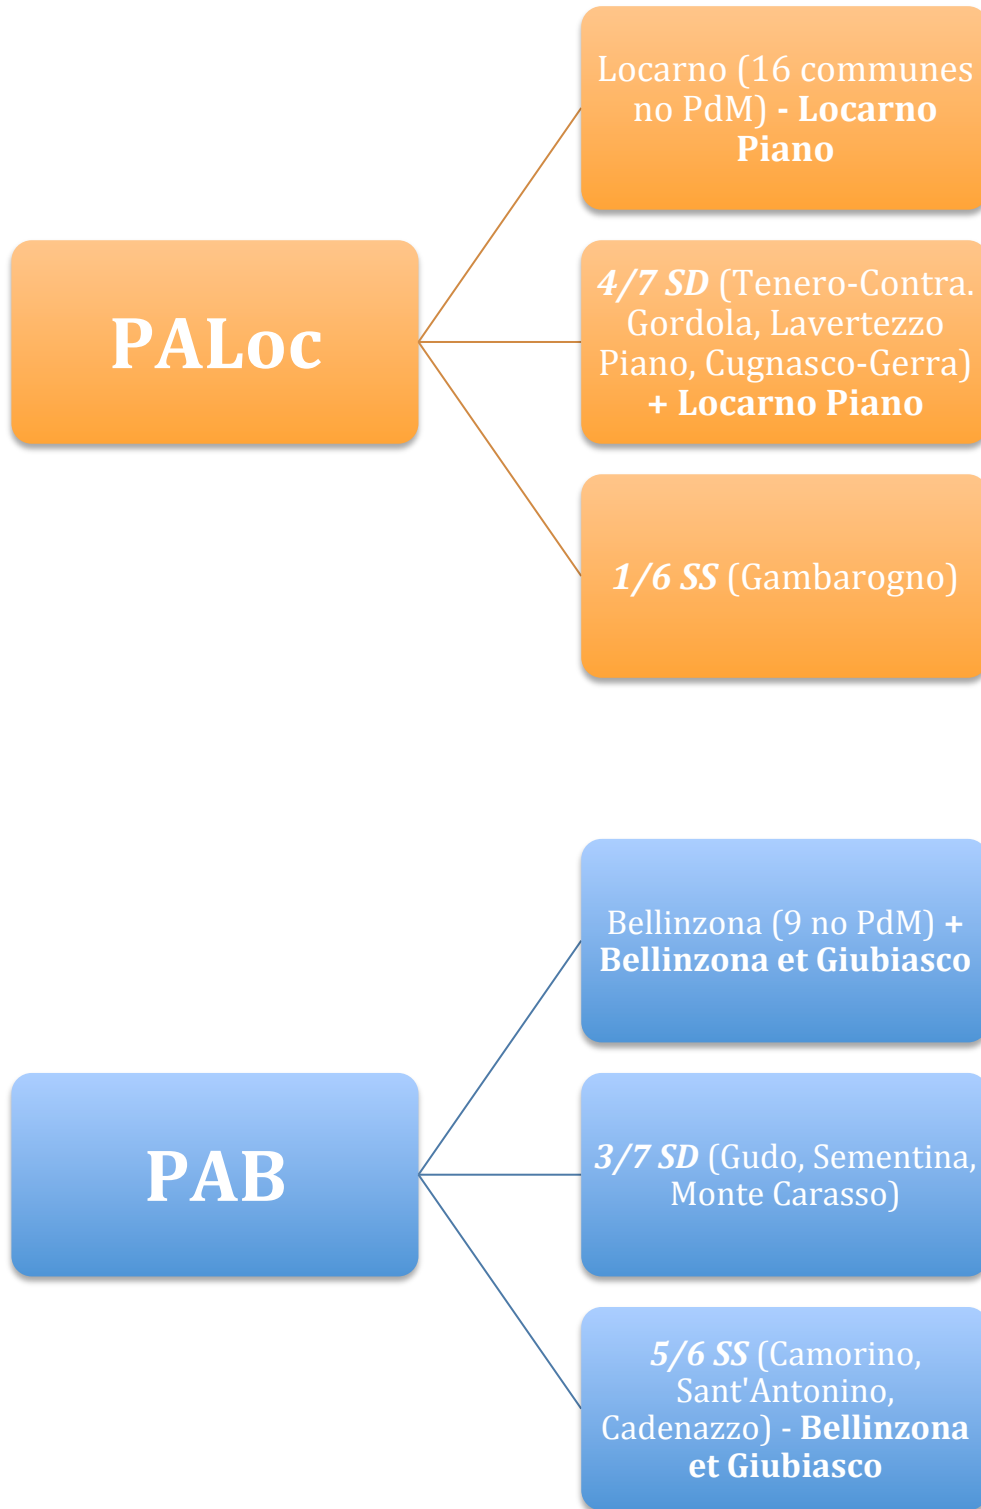 Locarno (16 communes
no PdM) - Locarno
Piano
PALoc
4/7 SD (Tenero-Contra.
Gordola, Lavertezzo
Piano, Cugnasco-Gerra)
+ Locarno Piano
1/6 SS (Gambarogno)
Bellinzona (9 no PdM) +
Bellinzona et Giubiasco
PAB
3/7 SD (Gudo, Sementina,
Monte Carasso)
5/6 SS (Camorino,
Sant'Antonino,
Cadenazzo) - Bellinzona
et Giubiasco